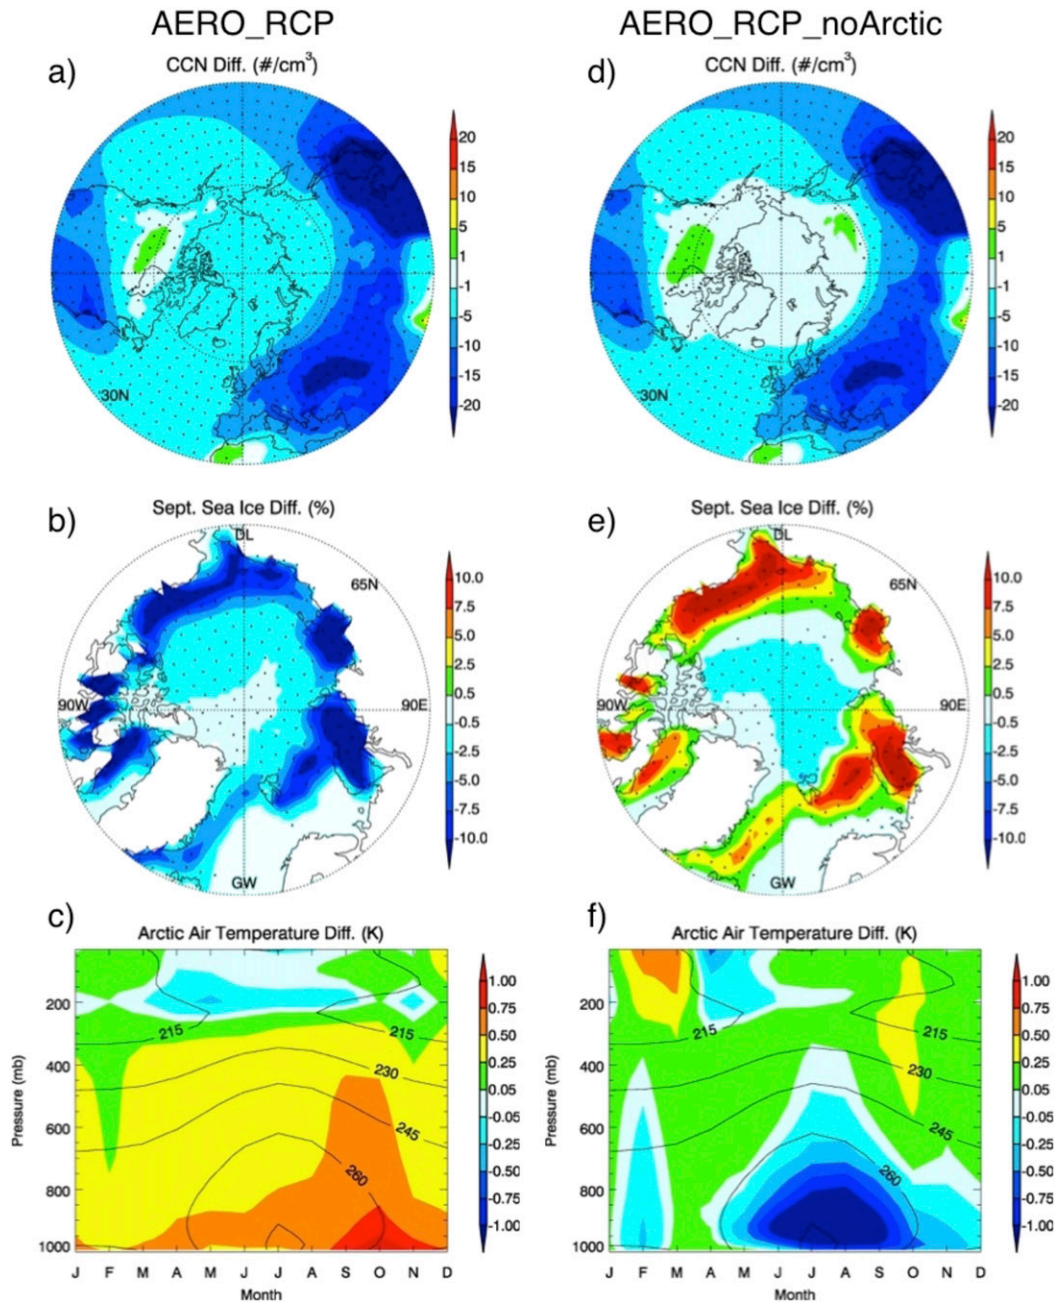 AERO_RCP
AERO_RCP_noArctic
a)
CCN Diff. (#/cm³)
20
15
10
5
1
-1
-5
-10
-15
-20
30N
d)
CCN Diff. (#/cm³)
20
15
10
5
1
-1
-5
-10
-15
-20
30N
b)
Sept. Sea Ice Diff. (%)
DL
65N
90W
90E
GW
10.0
7.5
5.0
2.5
0.5
-0.5
-2.5
-5.0
-7.5
-10.0
e)
Sept. Sea Ice Diff. (%)
DL
65N
90W
90E
GW
10.0
7.5
5.0
2.5
0.5
-0.5
-2.5
-5.0
-7.5
-10.0
c)
Arctic Air Temperature Diff. (K)
Pressure (mb)
200
400
600
800
1000
215
215
230
245
260
J F M A M J J A S O N D
Month
1.00
0.75
0.50
0.25
0.05
-0.05
-0.25
-0.50
-0.75
-1.00
f)
Arctic Air Temperature Diff. (K)
Pressure (mb)
200
400
600
800
1000
215
215
230
245
260
J F M A M J J A S O N D
Month
1.00
0.75
0.50
0.25
0.05
-0.05
-0.25
-0.50
-0.75
-1.00